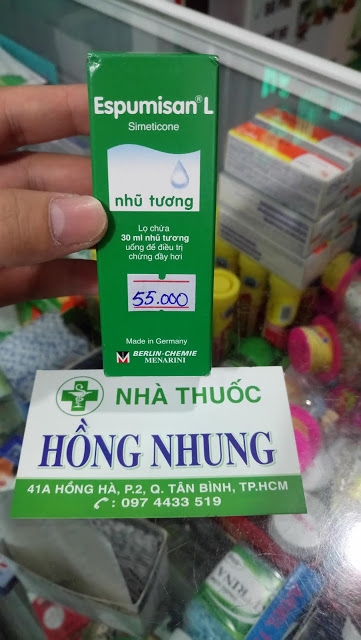 Espumisan® L
Simeticone
nhũ tương
Lọ chứa
30 ml nhũ tương
uống để điều trị
chứng đầy hơi
55.000
Made in Germany
BERLIN-CHEMIE
MENARINI
NHÀ THUỐC
HỒNG NHUNG
41A HỒNG HÀ, P.2, Q. TÂN BÌNH, TP.HCM
: 097 4433 519